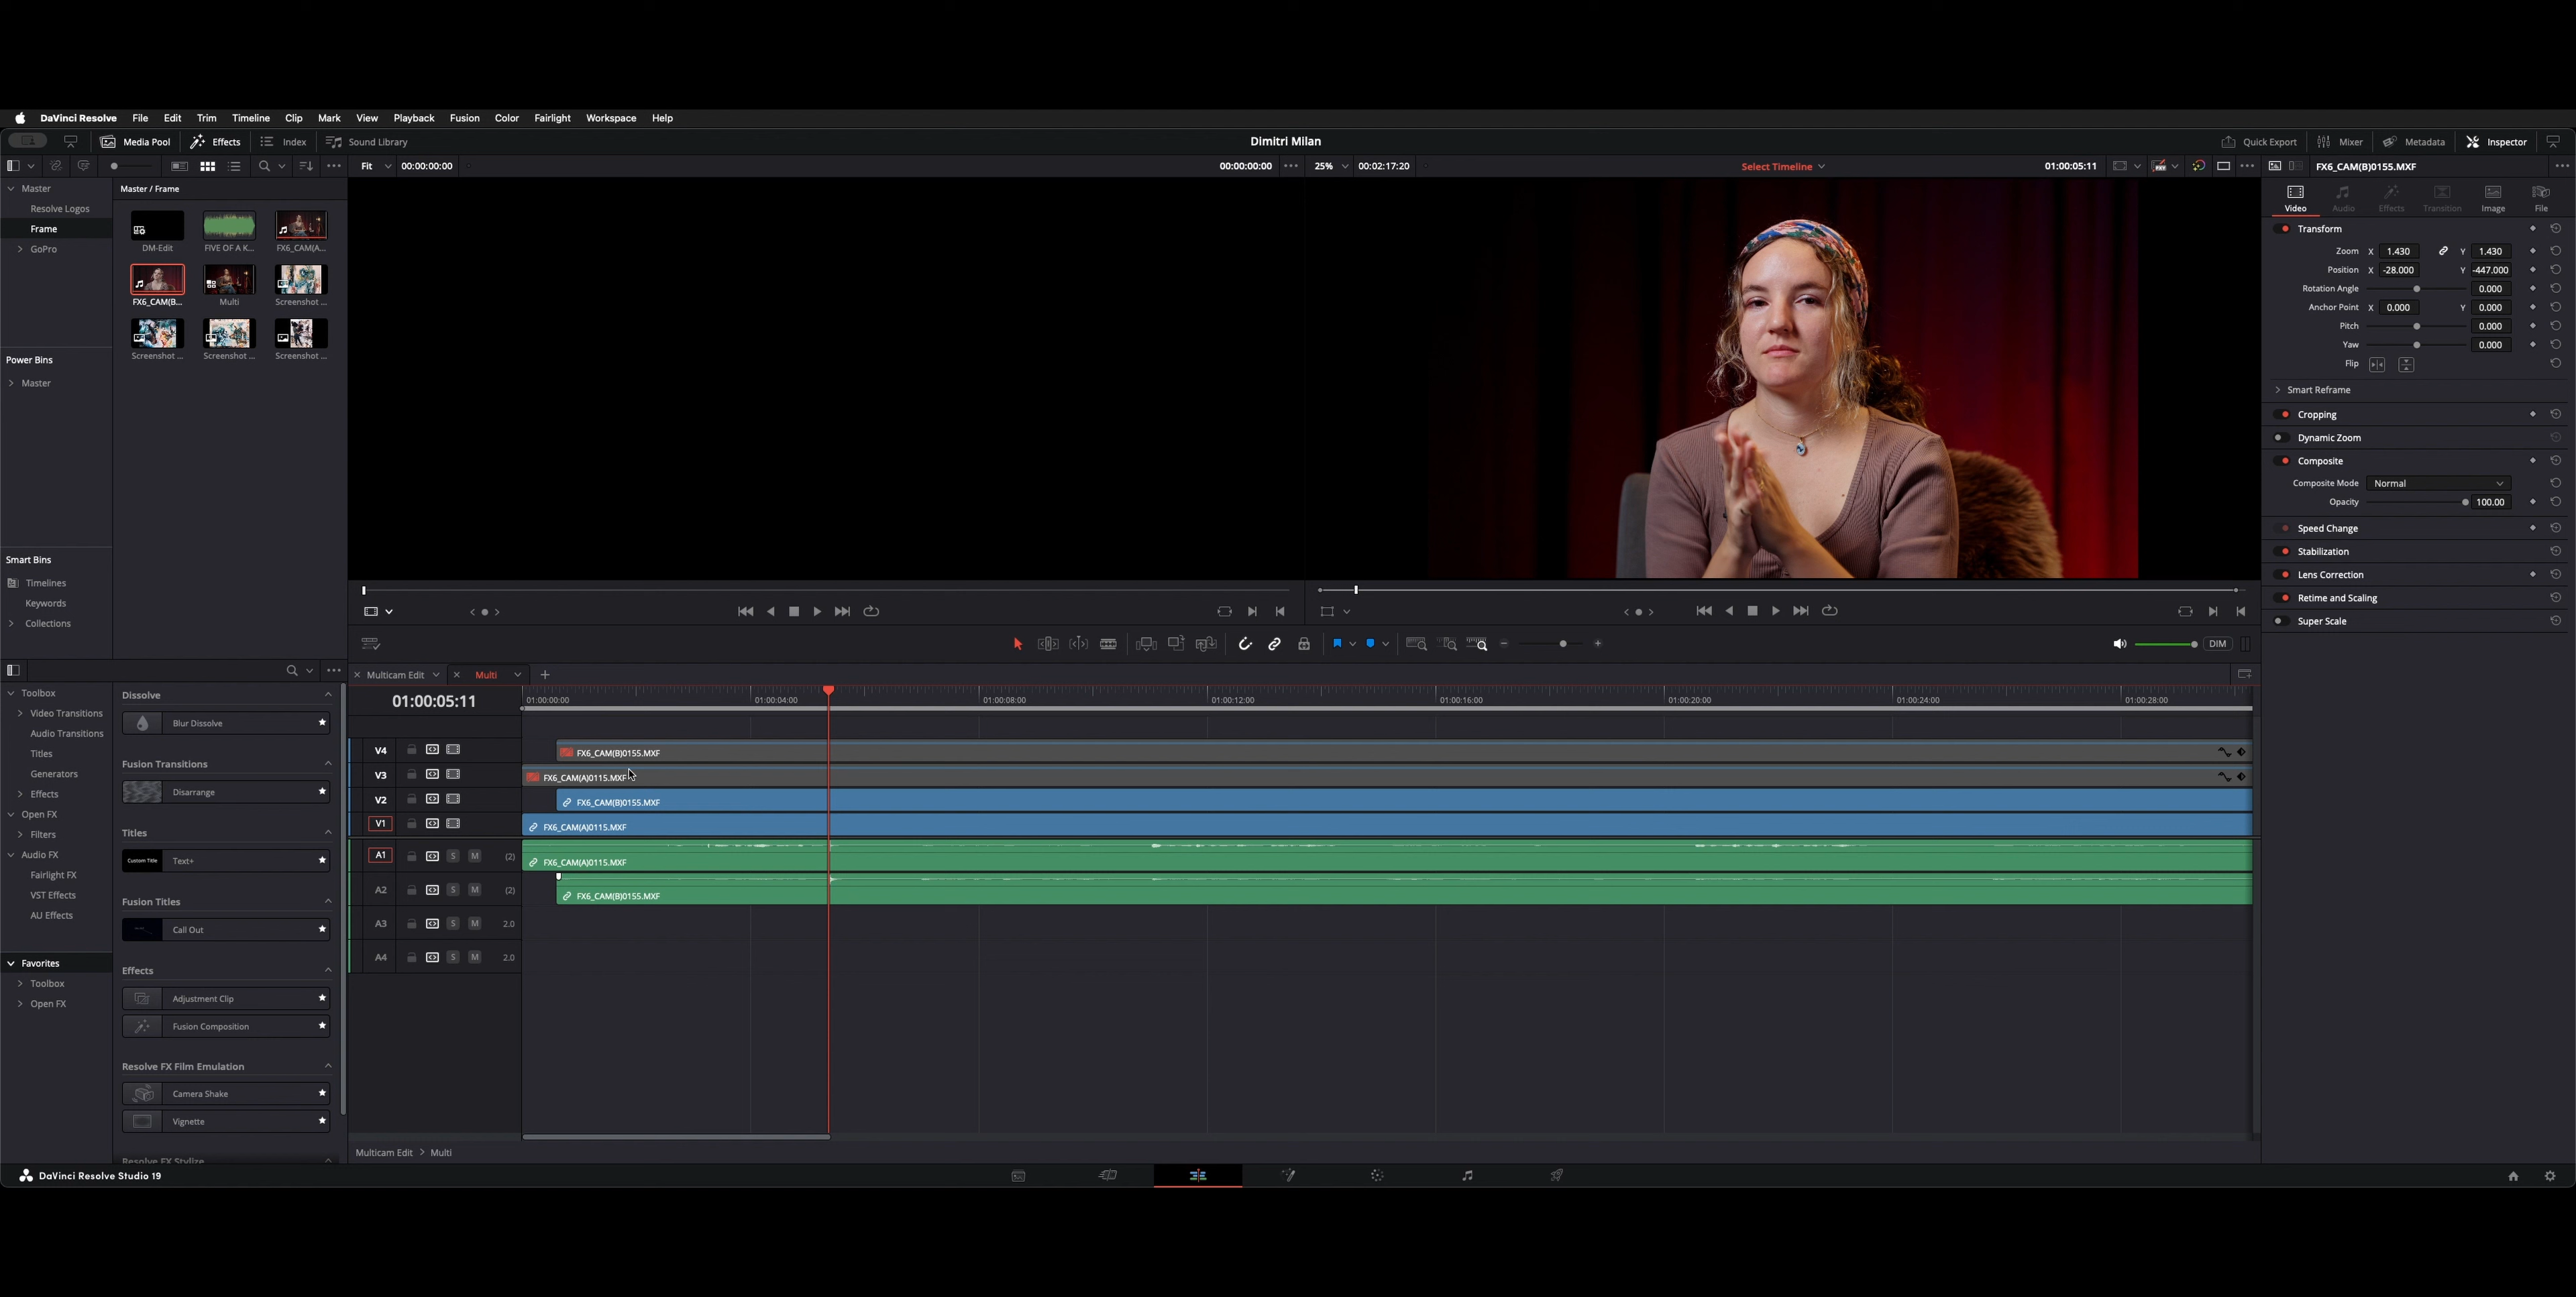 DaVinci Resolve File Edit Trim Timeline Clip Mark View Playback Fusion Color Fairlight Workspace Help
Media Pool Effects Index Sound Library Dimitri Milan Quick Export Mixer Metadata Inspector
Fit 00:00:00:00 00:00:00:00 25% 00:02:17:20 Select Timeline 01:00:05:11 FX6_CAM(B)0155.MXF
Master
Resolve Logos
Frame
GoPro
Power Bins
Master
Smart Bins
Timelines
Keywords
Collections
Master / Frame
DM-Edit FIVE OF A K... FX6_CAM(A...
FX6_CAM(B... Multi Screenshot ...
Screenshot ... Screenshot ... Screenshot ...
Video Audio Effects Transition Image File
Transform
Zoom X 1.430 Y 1.430
Position X -28.000 Y -447.000
Rotation Angle 0.000
Anchor Point X 0.000 Y 0.000
Pitch 0.000
Yaw 0.000
Flip
Smart Reframe
Cropping
Dynamic Zoom
Composite
Composite Mode Normal
Opacity 100.00
Speed Change
Stabilization
Lens Correction
Retime and Scaling
Super Scale
DIM
Toolbox
Video Transitions
Audio Transitions
Titles
Generators
Effects
Open FX
Filters
Audio FX
Fairlight FX
VST Effects
AU Effects
Favorites
Toolbox
Open FX
Dissolve
Blur Dissolve
Fusion Transitions
Disarrange
Titles
Custom Title Text+
Fusion Titles
Call Out
Effects
Adjustment Clip
Fusion Composition
Resolve FX Film Emulation
Camera Shake
Vignette
Resolve FX Stylize
Multicam Edit Multi
01:00:05:11 01:00:00:00 01:00:04:00 01:00:08:00 01:00:12:00 01:00:16:00 01:00:20:00 01:00:24:00 01:00:28:00
V4 FX6_CAM(B)0155.MXF
V3 FX6_CAM(A)0115.MXF
V2 FX6_CAM(B)0155.MXF
V1 FX6_CAM(A)0115.MXF
A1 S M (2) FX6_CAM(A)0115.MXF
A2 S M (2) FX6_CAM(B)0155.MXF
A3 S M 2.0
A4 S M 2.0
Multicam Edit > Multi
DaVinci Resolve Studio 19